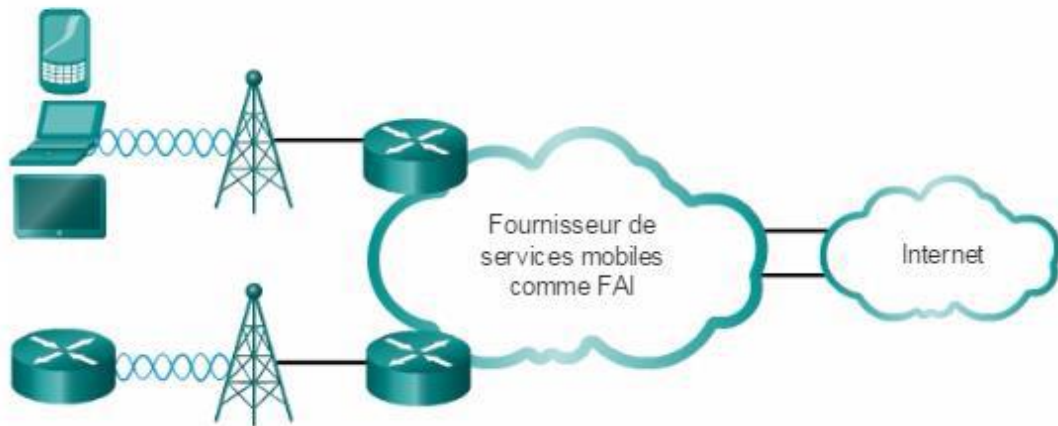 Fournisseur de
services mobiles
comme FAI
Internet